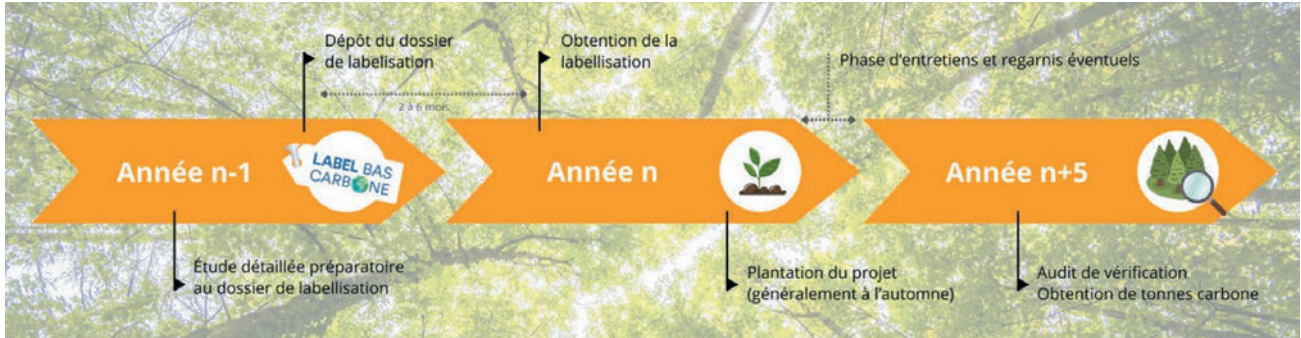 Dépôt du dossier
de labelisation
Obtention de la
labellisation
Phase d'entretiens et regarnis éventuels
2 à 6 mois
Année n-1
LABEL BAS
CARBONE
Année n
Année n+5
Étude détaillée préparatoire
au dossier de labellisation
Plantation du projet
(généralement à l'automne)
Audit de vérification
Obtention de tonnes carbone